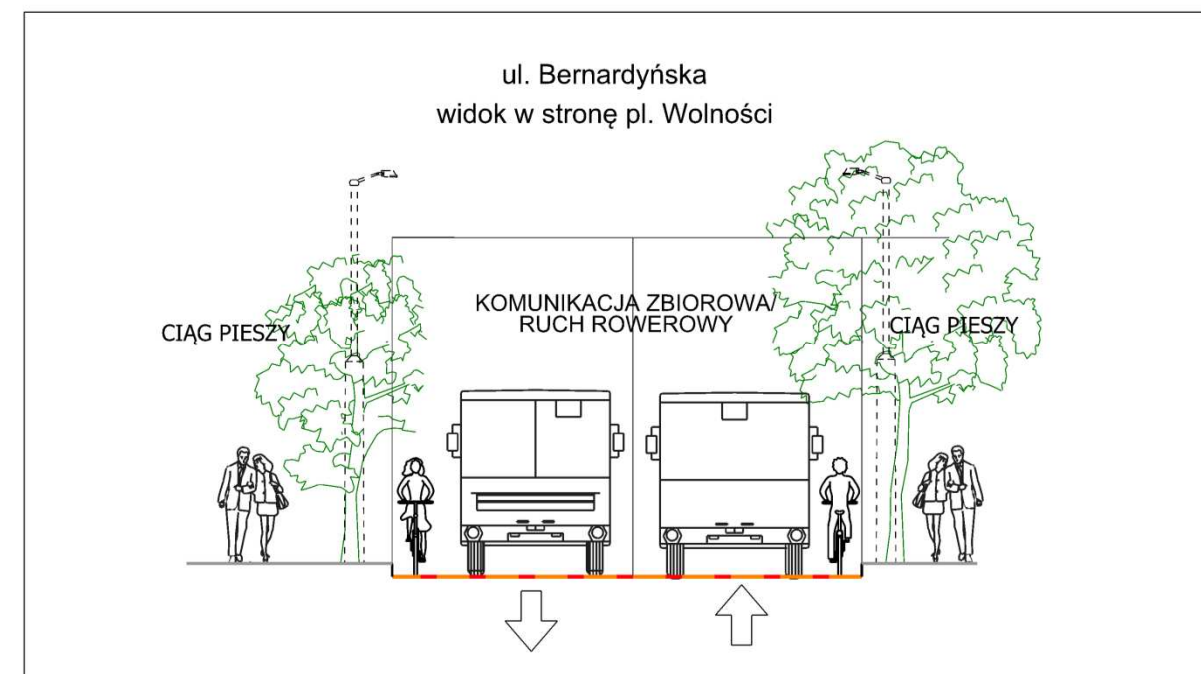 ul. Bernardyńska
widok w stronę pl. Wolności
CIĄG PIESZY
KOMUNIKACJA ZBIOROWA/
RUCH ROWEROWY
CIĄG PIESZY